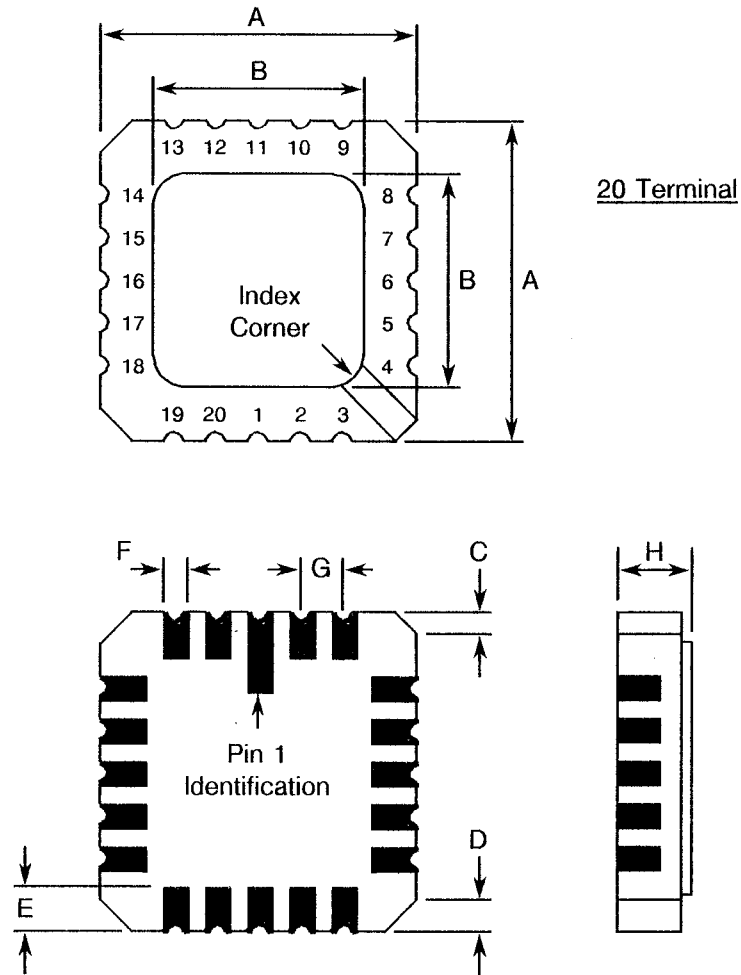 A
B
13 12 11 10 9
20 Terminal
14 8
15 7
16 6
17 5
18 4
B
A
Index
Corner
19 20 1 2 3
F
G
C
H
Pin 1
Identification
D
E